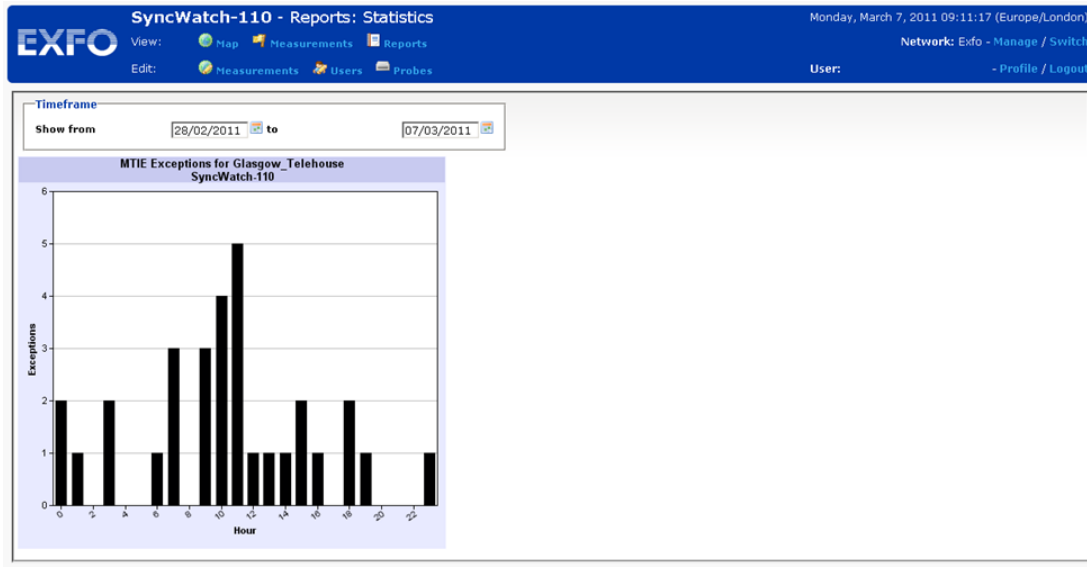 SyncWatch-110 - Reports: Statistics
Monday, March 7, 2011 09:11:17 (Europe/London)
EXFO
View: Map Measurements Reports
Network: Exfo - Manage / Switch
Edit: Measurements Users Probes
User: - Profile / Logout
Timeframe
Show from 28/02/2011 to 07/03/2011
MTIE Exceptions for Glasgow_Telehouse
SyncWatch-110
6
5
4
3
2
1
0
Exceptions
0 2 4 6 8 10 12 14 16 18 20 22
Hour